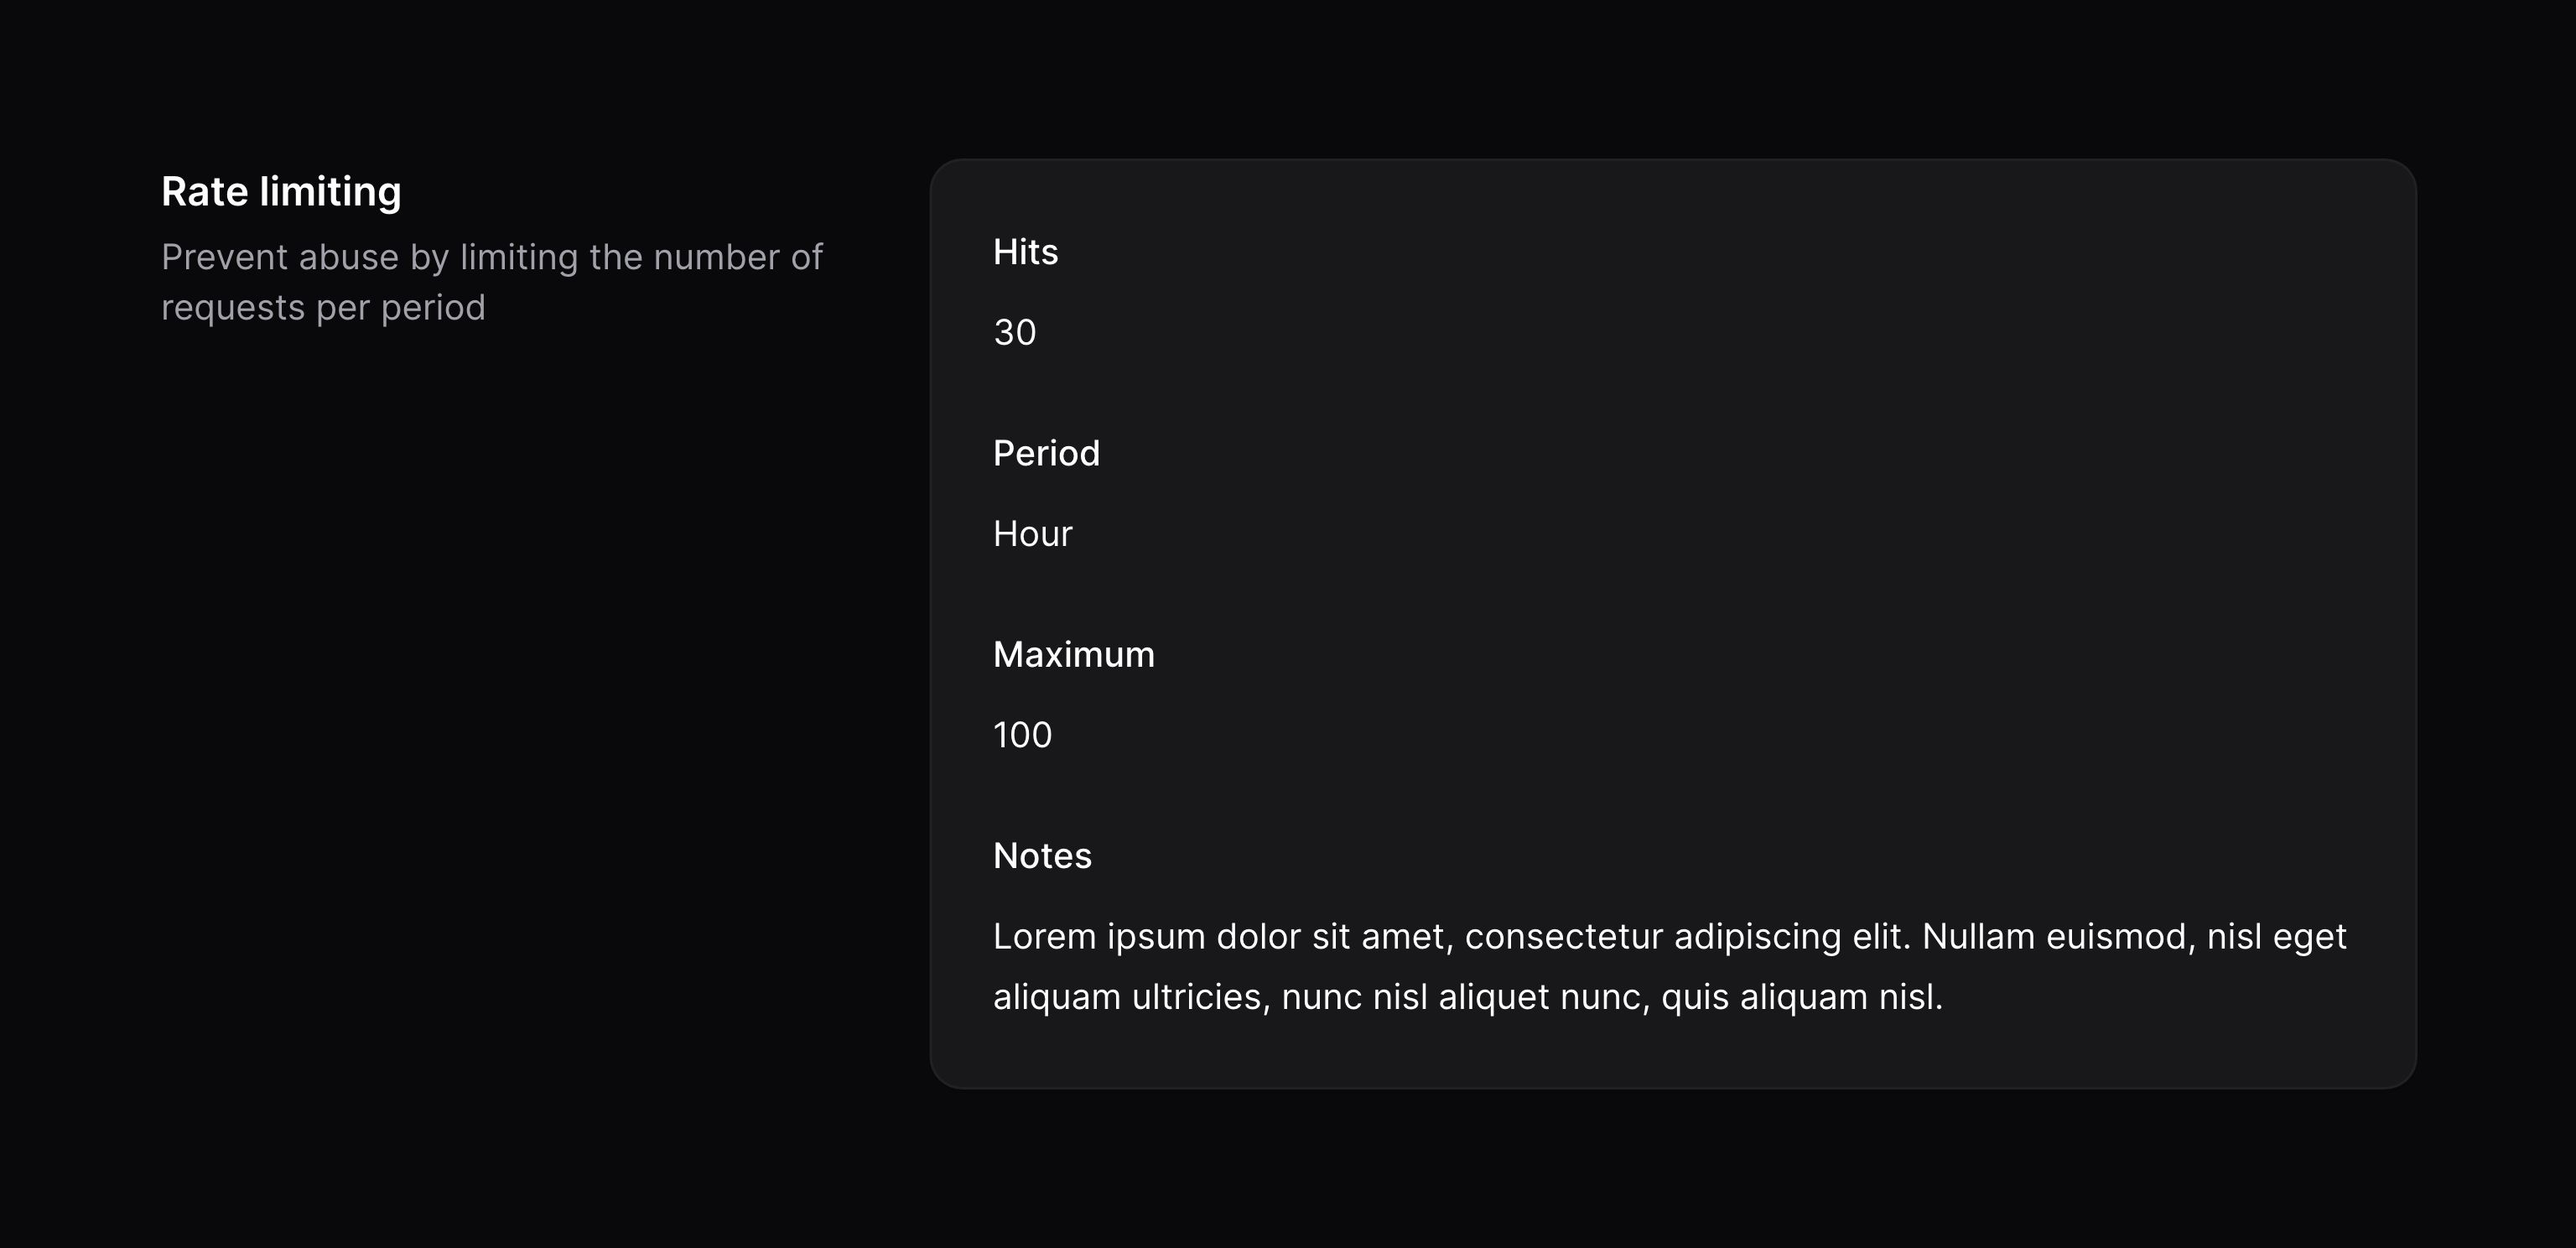 Rate limiting
Prevent abuse by limiting the number of
requests per period
Hits
30
Period
Hour
Maximum
100
Notes
Lorem ipsum dolor sit amet, consectetur adipiscing elit. Nullam euismod, nisl eget
aliquam ultricies, nunc nisl aliquet nunc, quis aliquam nisl.